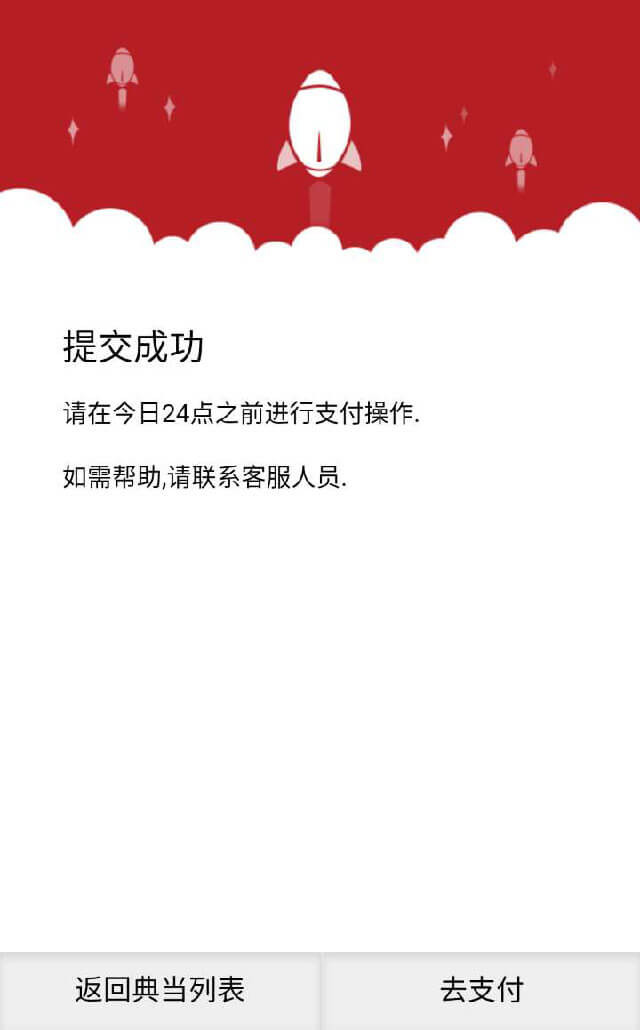 提交成功
请在今日24点之前进行支付操作.
如需帮助,请联系客服人员.
返回典当列表
去支付